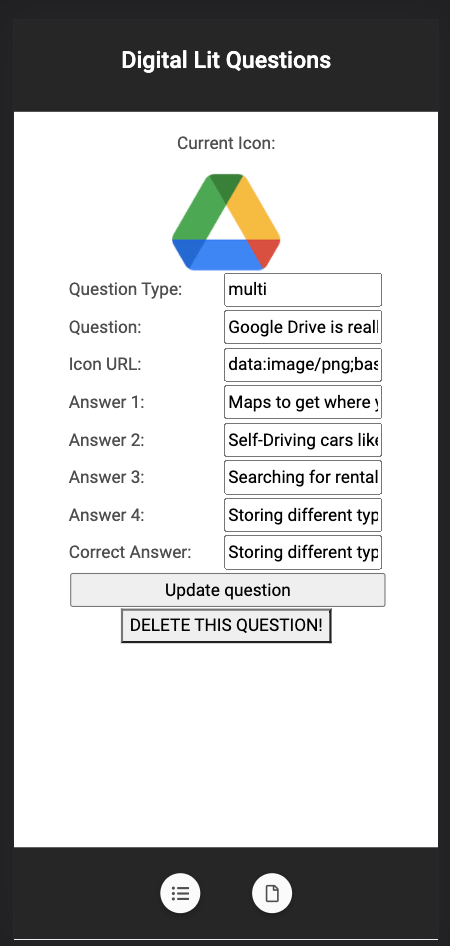 Digital Lit Questions
Current Icon:
Question Type: multi
Question: Google Drive is reall
Icon URL: data:image/png;bas
Answer 1: Maps to get where y
Answer 2: Self-Driving cars like
Answer 3: Searching for rental
Answer 4: Storing different typ
Correct Answer: Storing different typ
Update question
DELETE THIS QUESTION!